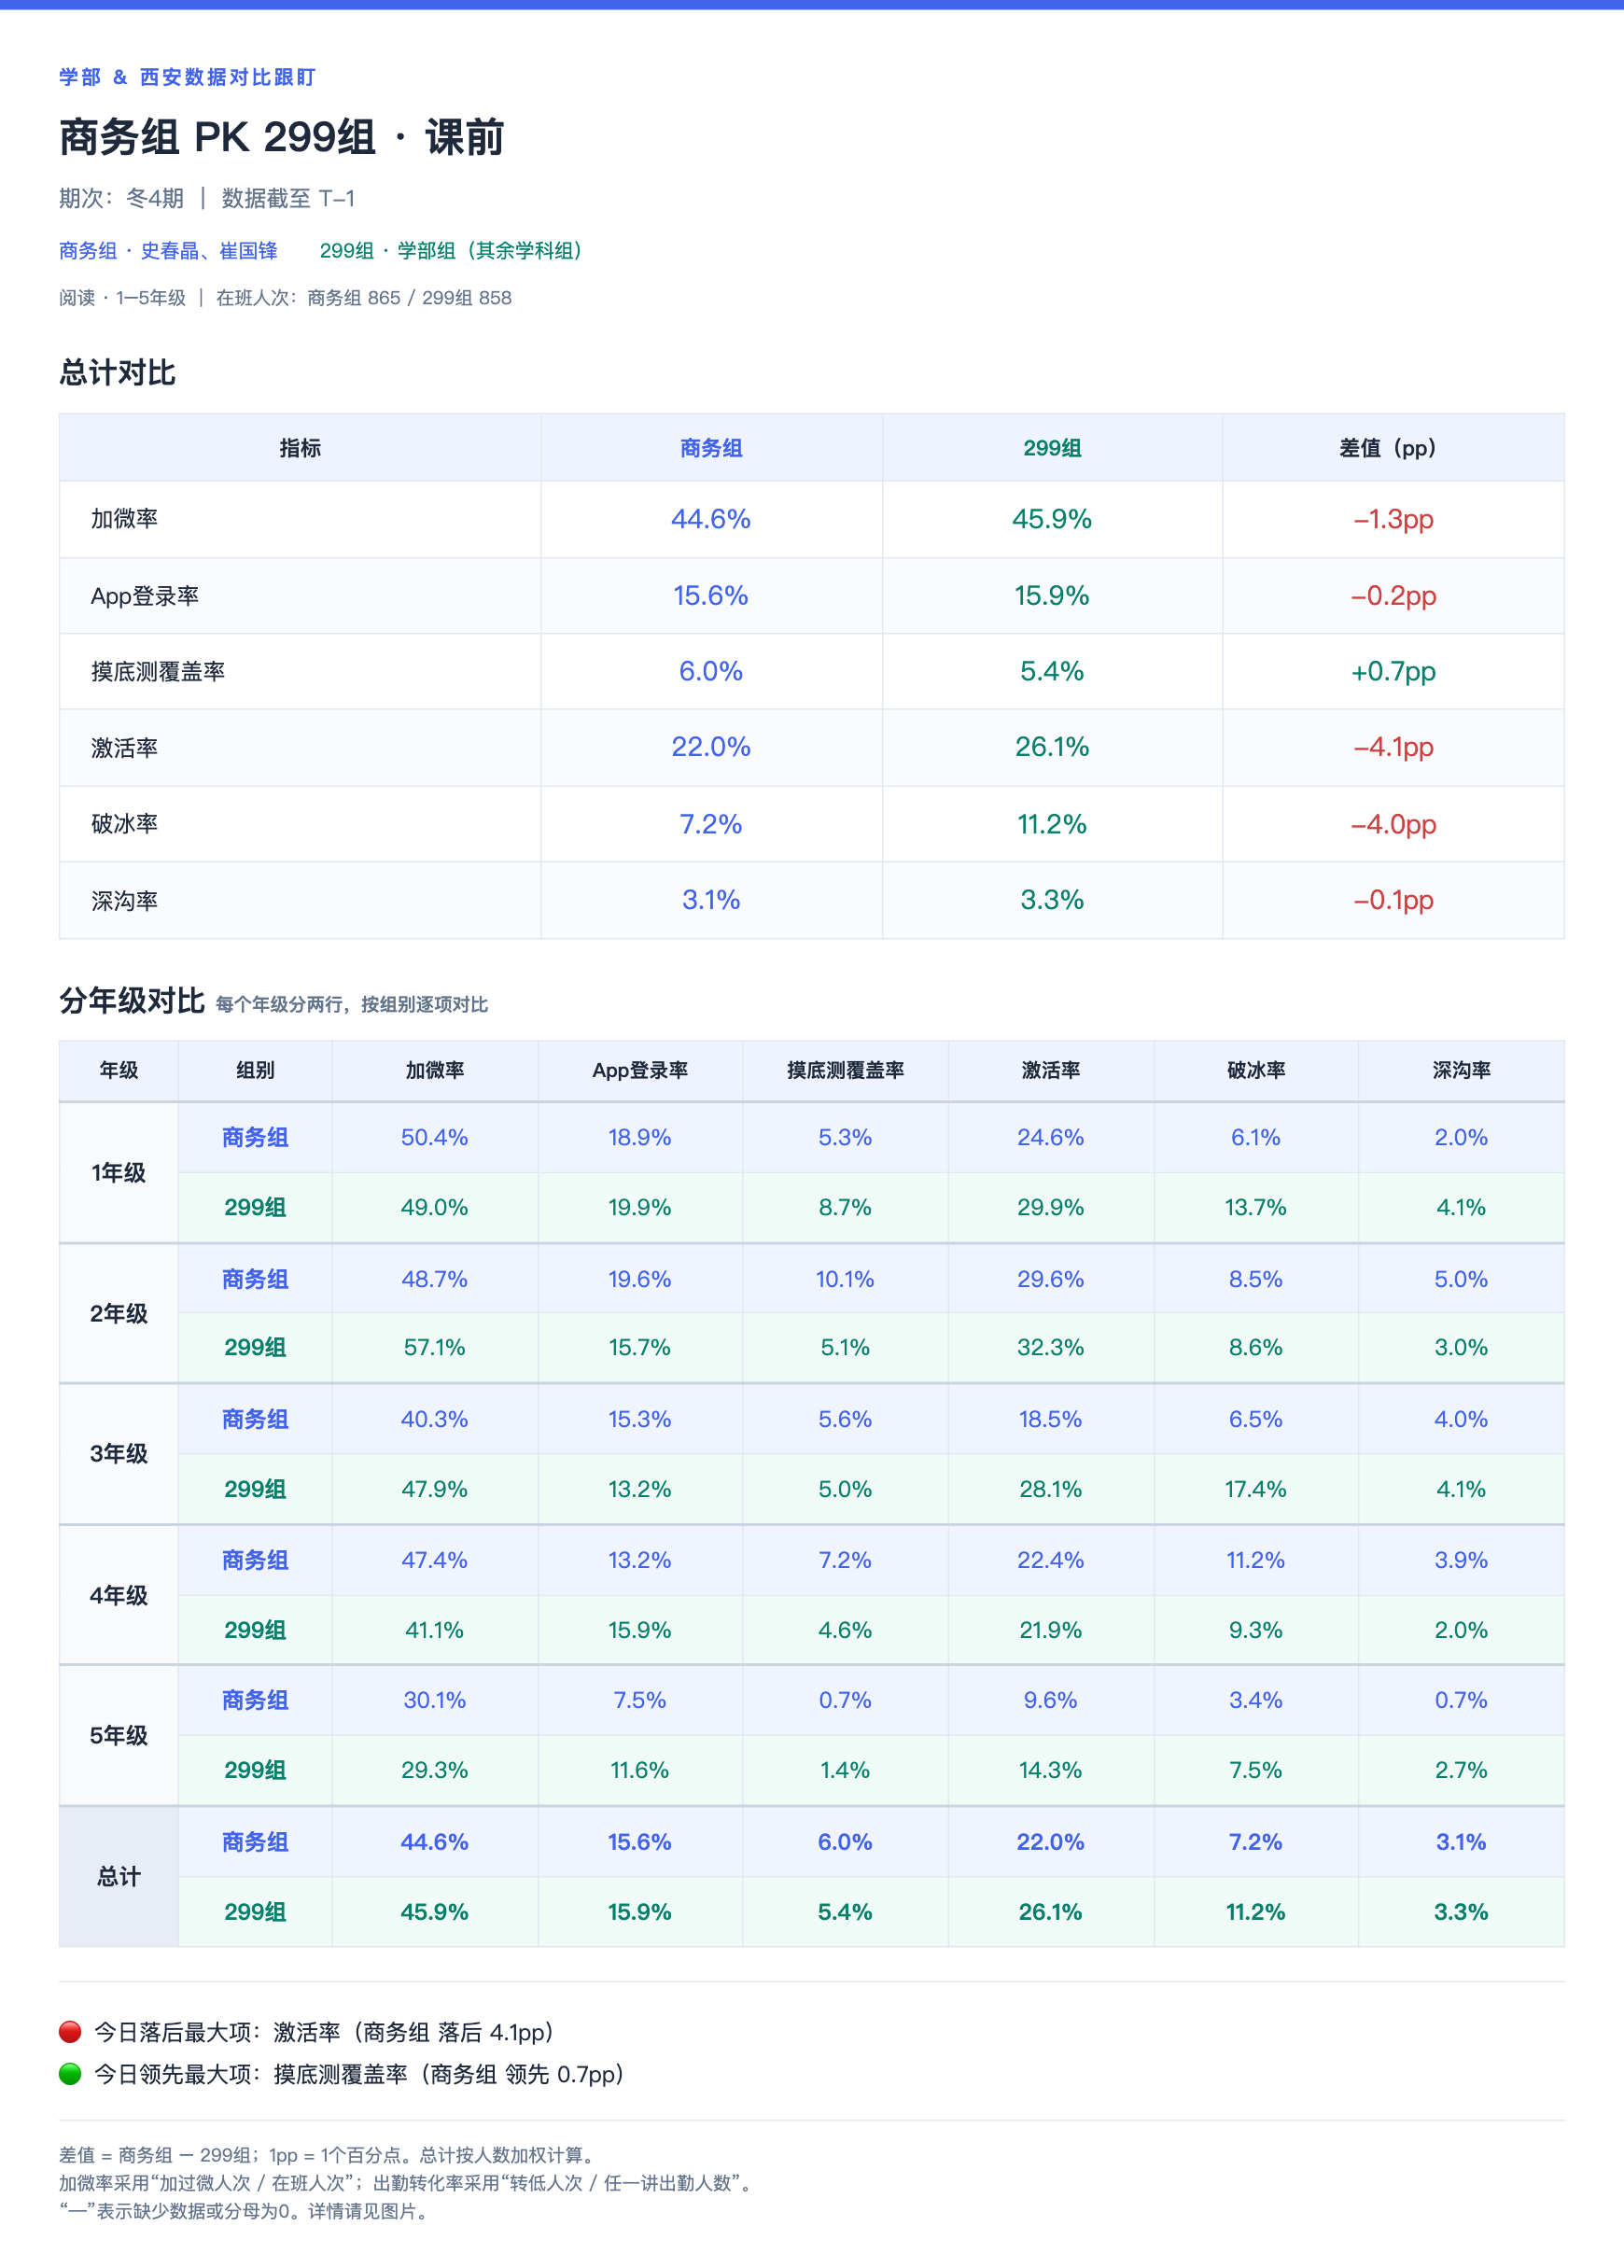 学部 & 西安数据对比跟盯
商务组 PK 299组 · 课前
期次：冬4期 ｜ 数据截至 T–1
商务组 · 史春晶、崔国锋 299组 · 学部组（其余学科组）
阅读 · 1—5年级 ｜ 在班人次：商务组 865 / 299组 858
总计对比
指标 商务组 299组 差值（pp）
加微率 44.6% 45.9% –1.3pp
App登录率 15.6% 15.9% –0.2pp
摸底测覆盖率 6.0% 5.4% +0.7pp
激活率 22.0% 26.1% –4.1pp
破冰率 7.2% 11.2% –4.0pp
深沟率 3.1% 3.3% –0.1pp
分年级对比 每个年级分两行，按组别逐项对比
年级 组别 加微率 App登录率 摸底测覆盖率 激活率 破冰率 深沟率
1年级
商务组 50.4% 18.9% 5.3% 24.6% 6.1% 2.0%
299组 49.0% 19.9% 8.7% 29.9% 13.7% 4.1%
2年级
商务组 48.7% 19.6% 10.1% 29.6% 8.5% 5.0%
299组 57.1% 15.7% 5.1% 32.3% 8.6% 3.0%
3年级
商务组 40.3% 15.3% 5.6% 18.5% 6.5% 4.0%
299组 47.9% 13.2% 5.0% 28.1% 17.4% 4.1%
4年级
商务组 47.4% 13.2% 7.2% 22.4% 11.2% 3.9%
299组 41.1% 15.9% 4.6% 21.9% 9.3% 2.0%
5年级
商务组 30.1% 7.5% 0.7% 9.6% 3.4% 0.7%
299组 29.3% 11.6% 1.4% 14.3% 7.5% 2.7%
总计
商务组 44.6% 15.6% 6.0% 22.0% 7.2% 3.1%
299组 45.9% 15.9% 5.4% 26.1% 11.2% 3.3%
今日落后最大项：激活率（商务组 落后 4.1pp）
今日领先最大项：摸底测覆盖率（商务组 领先 0.7pp）
差值 = 商务组 — 299组；1pp = 1个百分点。总计按人数加权计算。
加微率采用“加过微人次 / 在班人次”；出勤转化率采用“转低人次 / 任一讲出勤人数”。
“—”表示缺少数据或分母为0。详情请见图片。